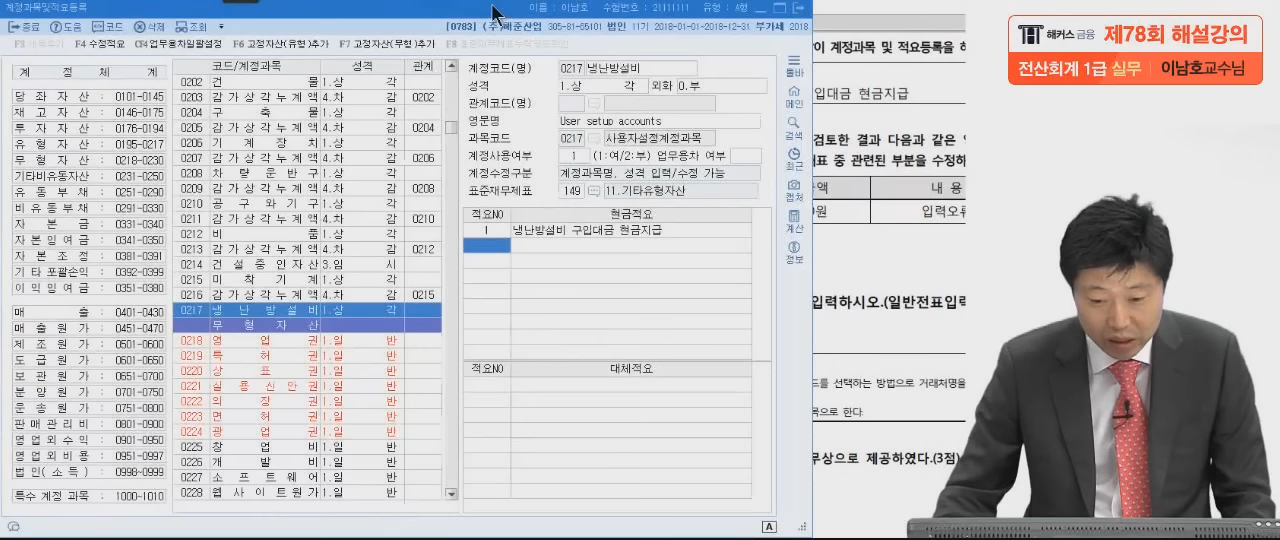 계정과목및적요등록
이름 : 이남호 수험번호 : 21111111 유형 : A형
종료 도움 코드 삭제 조회
[0783] (주)페준산업 305-81-65101 법인 11기 2018-01-01~2018-12-31 부가세 2018
F4 수정적요 CF4 업무용차일괄설정 F6 고정자산(유형)추가 F7 고정자산(무형)추가
계 정 체 계
당 좌 자 산 : 0101-0145
재 고 자 산 : 0146-0175
투 자 자 산 : 0176-0194
유 형 자 산 : 0195-0217
무 형 자 산 : 0218-0230
기타비유동자산 : 0231-0250
유 동 부 채 : 0251-0290
비 유 동 부 채 : 0291-0330
자 본 금 : 0331-0340
자 본 잉 여 금 : 0341-0350
자 본 조 정 : 0381-0391
기 타 포괄손익 : 0392-0399
이 익 잉 여 금 : 0351-0380
매 출 : 0401-0430
매 출 원 가 : 0451-0470
제 조 원 가 : 0501-0600
도 급 원 가 : 0601-0650
보 관 원 가 : 0651-0700
분 양 원 가 : 0701-0750
운 송 원 가 : 0751-0800
판 매 관 리 비 : 0801-0900
영 업 외 수 익 : 0901-0950
영 업 외 비 용 : 0951-0997
법 인 ( 소 득 ) : 0998-0999
특수 계정 과목 : 1000-1010
코드/계정과목 성격 관계
0202 건 물 1.상 각
0203 감 가 상 각 누 계 액 4.차 감 0202
0204 구 축 물 1.상 각
0205 감 가 상 각 누 계 액 4.차 감 0204
0206 기 계 장 치 1.상 각
0207 감 가 상 각 누 계 액 4.차 감 0206
0208 차 량 운 반 구 1.상 각
0209 감 가 상 각 누 계 액 4.차 감 0208
0210 공 구 와 기 구 1.상 각
0211 감 가 상 각 누 계 액 4.차 감 0210
0212 비 품 1.상 각
0213 감 가 상 각 누 계 액 4.차 감 0212
0214 건 설 중 인 자 산 3.임 시
0215 미 착 기 계 1.상 각
0216 감 가 상 각 누 계 액 4.차 감 0215
0217 냉 난 방 설 비 1.상 각
무 형 자 산
0218 영 업 권 1.일 반
0219 특 허 권 1.일 반
0220 상 표 권 1.일 반
0221 실 용 신 안 권 1.일 반
0222 의 장 권 1.일 반
0223 면 허 권 1.일 반
0224 광 업 권 1.일 반
0225 창 업 비 1.일 반
0226 개 발 비 1.일 반
0227 소 프 트 웨 어 1.일 반
0228 웹 사 이 트 원 가 1.일 반
계정코드(명) 0217 냉난방설비
성격 1.상 각 외화 0.부
관계코드(명)
영문명 User setup accounts
과목코드 0217 사용자설정계정과목
계정사용여부 1 (1:여/2:부) 업무용차 여부
계정수정구분 계정과목명, 성격 입력/수정 가능
표준재무제표 149 11.기타유형자산
적요NO 현금적요
1 냉난방설비 구입대금 현금지급
적요NO 대체적요
툴바
메인
검색
최근
캡쳐
계산
정보
A
이 계정과목 및 적요등록을 하
입대금 현금지급
검토한 결과 다음과 같은
표 중 관련된 부분을 수정하
내 용
원 입력오류
입력하시오.(일반전표입력
드를 선택하는 방법으로 거래처명을
목으로 한다.
무상으로 제공하였다.(3점)
해커스 금융 제78회 해설강의
전산회계 1급 실무 이남호교수님